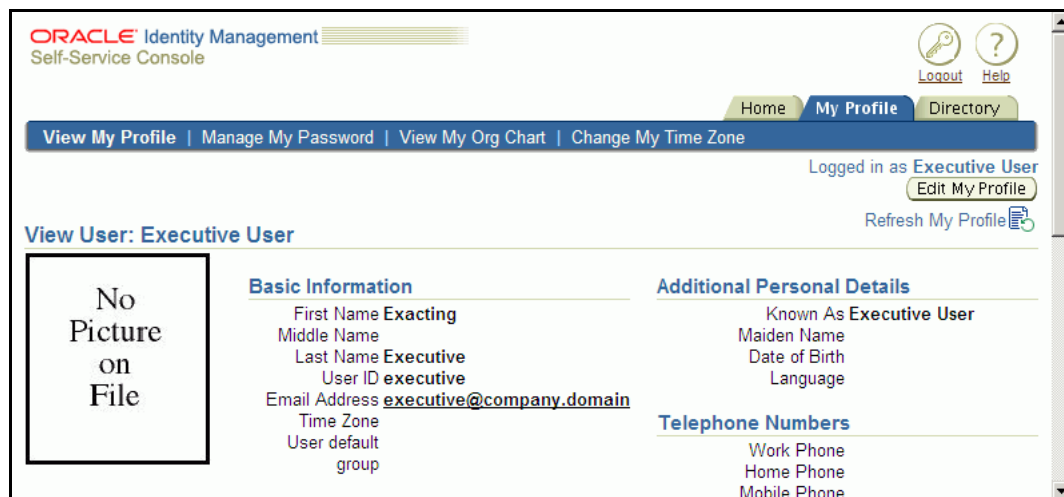 ORACLE Identity Management
Self-Service Console
Logout Help
Home My Profile Directory
View My Profile | Manage My Password | View My Org Chart | Change My Time Zone
Logged in as Executive User
Edit My Profile
Refresh My Profile
View User: Executive User
No
Picture
on
File
Basic Information
First Name Exacting
Middle Name
Last Name Executive
User ID executive
Email Address executive@company.domain
Time Zone
User default
group
Additional Personal Details
Known As Executive User
Maiden Name
Date of Birth
Language
Telephone Numbers
Work Phone
Home Phone
Mobile Phone